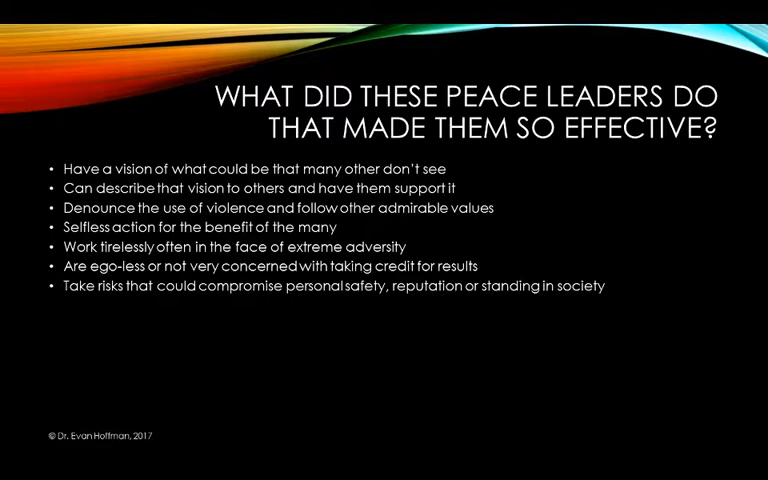 WHAT DID THESE PEACE LEADERS DO
THAT MADE THEM SO EFFECTIVE?
• Have a vision of what could be that many other don't see
• Can describe that vision to others and have them support it
• Denounce the use of violence and follow other admirable values
• Selfless action for the benefit of the many
• Work tirelessly often in the face of extreme adversity
• Are ego-less or not very concerned with taking credit for results
• Take risks that could compromise personal safety, reputation or standing in society
© Dr. Evan Hoffman, 2017